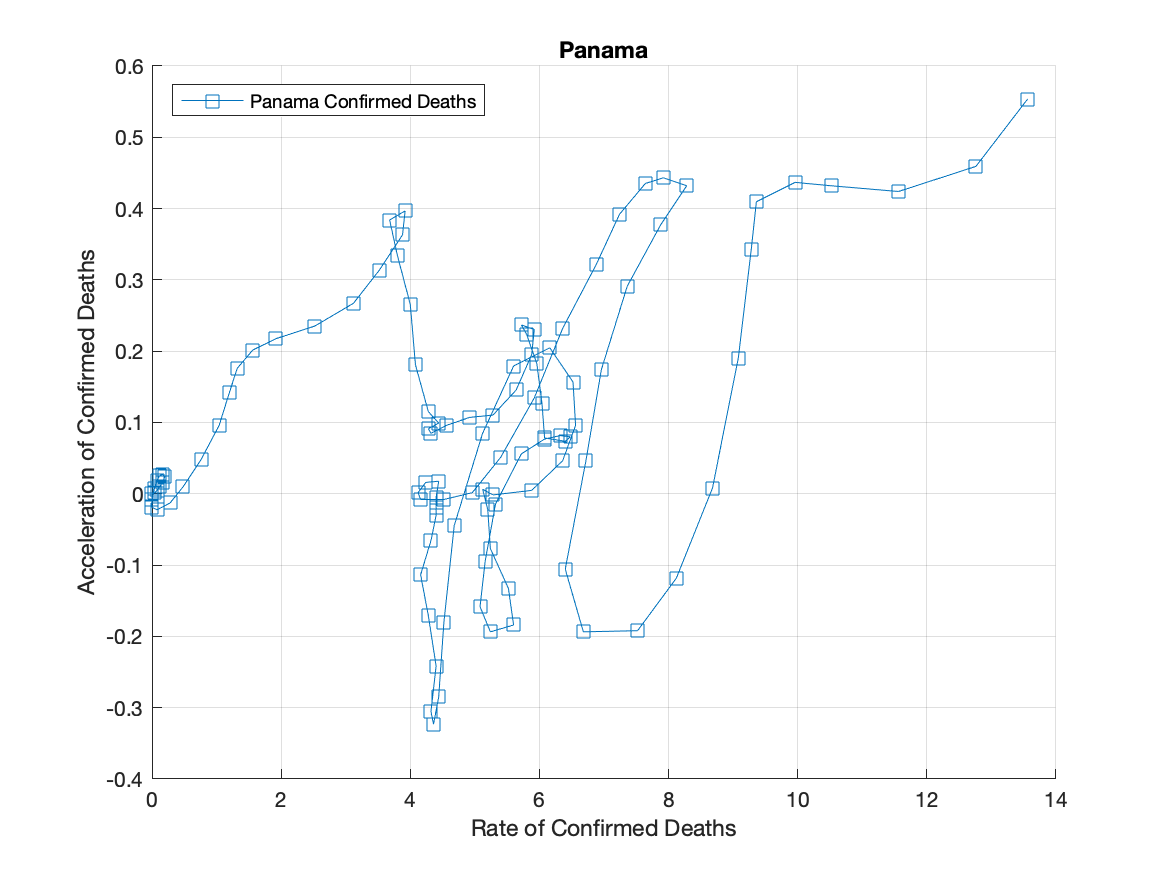 Panama
Panama Confirmed Deaths
0.6
0.5
0.4
0.3
0.2
0.1
0
-0.1
-0.2
-0.3
-0.4
Acceleration of Confirmed Deaths
0 2 4 6 8 10 12 14
Rate of Confirmed Deaths